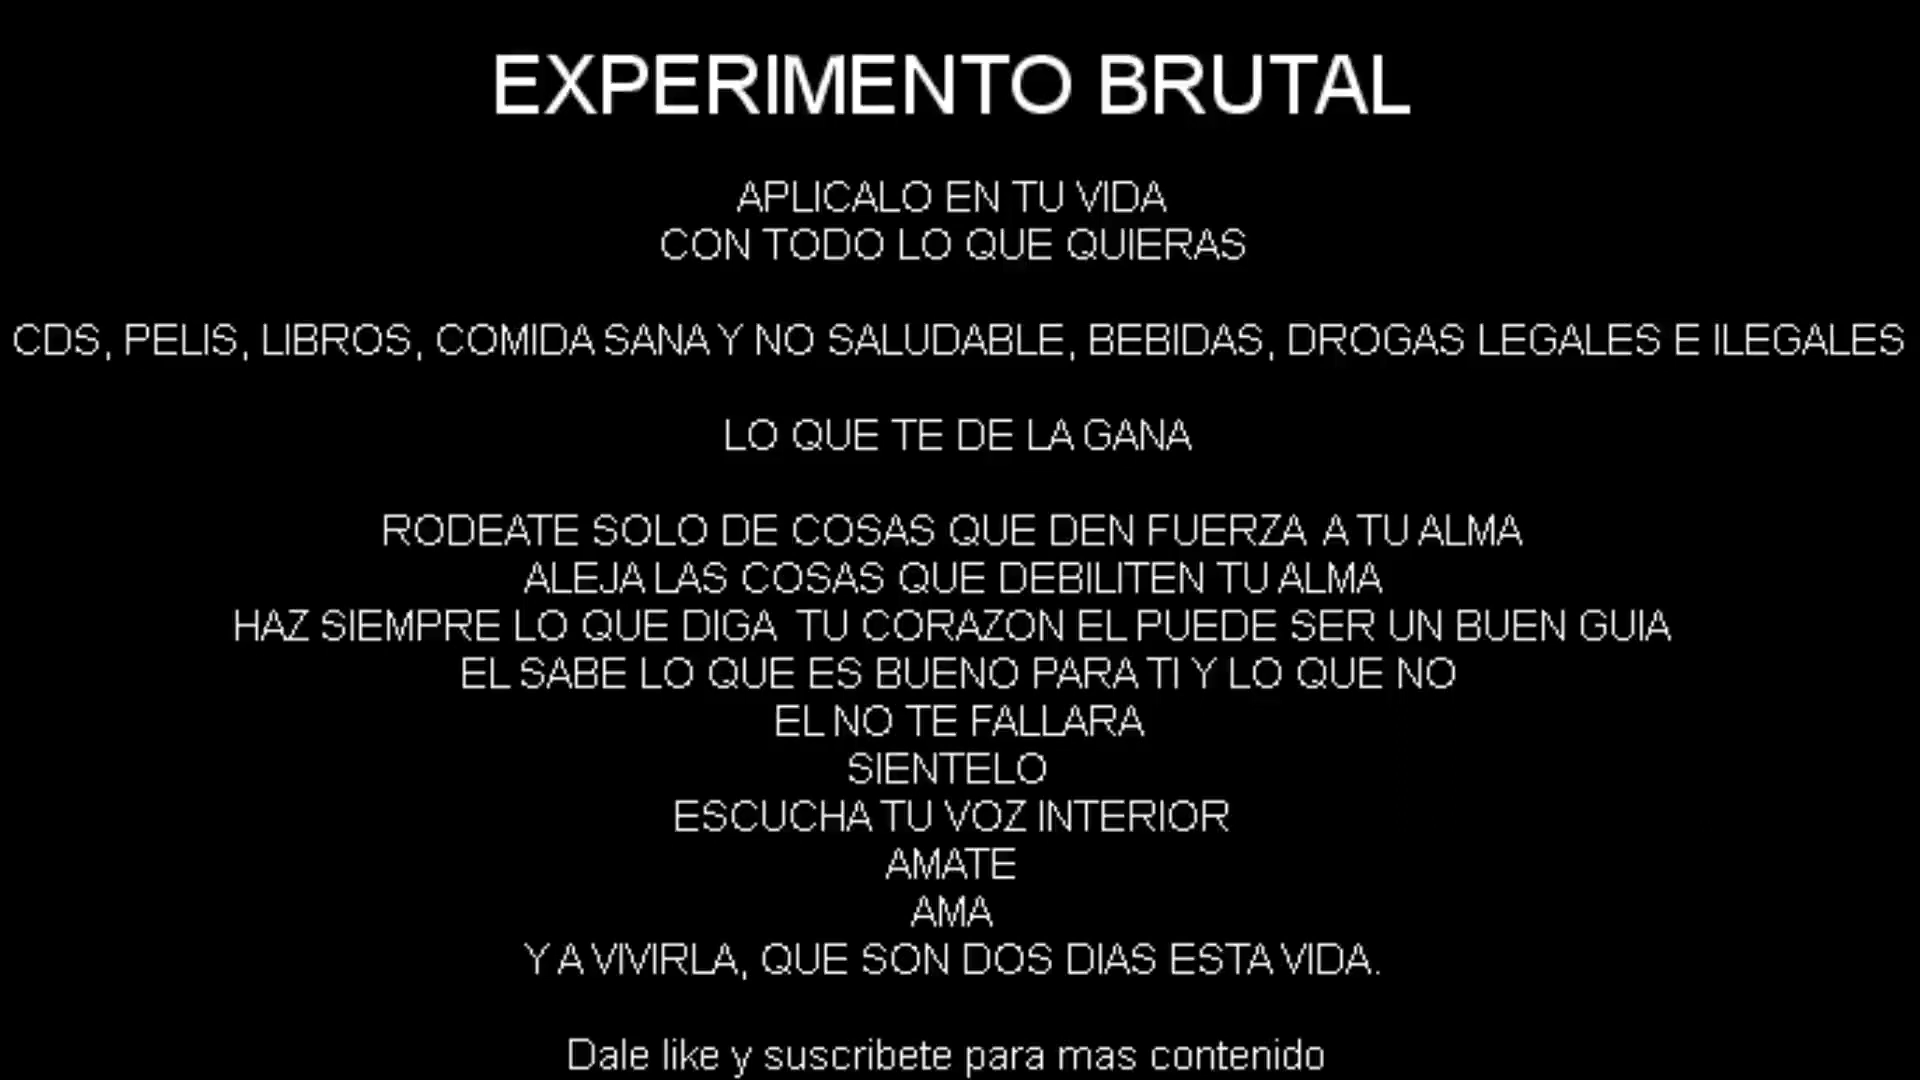 EXPERIMENTO BRUTAL
APLICALO EN TU VIDA
CON TODO LO QUE QUIERAS
CDS, PELIS, LIBROS, COMIDA SANA Y NO SALUDABLE, BEBIDAS, DROGAS LEGALES E ILEGALES
LO QUE TE DE LA GANA
RODEATE SOLO DE COSAS QUE DEN FUERZA A TU ALMA
ALEJA LAS COSAS QUE DEBILITEN TU ALMA
HAZ SIEMPRE LO QUE DIGA TU CORAZON EL PUEDE SER UN BUEN GUIA
EL SABE LO QUE ES BUENO PARA TI Y LO QUE NO
EL NO TE FALLARA
SIENTELO
ESCUCHA TU VOZ INTERIOR
AMATE
AMA
Y A VIVIRLA, QUE SON DOS DIAS ESTA VIDA.
Dale like y suscribete para mas contenido